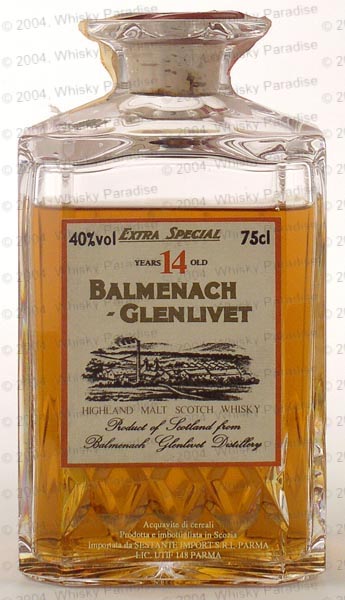 40%vol EXTRA SPECIAL 75cl
YEARS 14 OLD
BALMENACH
-GLENLIVET
HIGHLAND MALT SCOTCH WHISKY
Product of Scotland from
Balmenach Glenlivet Distillery
Acquavite di cereali
Prodotta e imbottigliata in Scozia
Importata da SESTANTE IMPORT S.R.L. PARMA
LIC. UTIF 148 PARMA
© 2004, Whisky Paradise